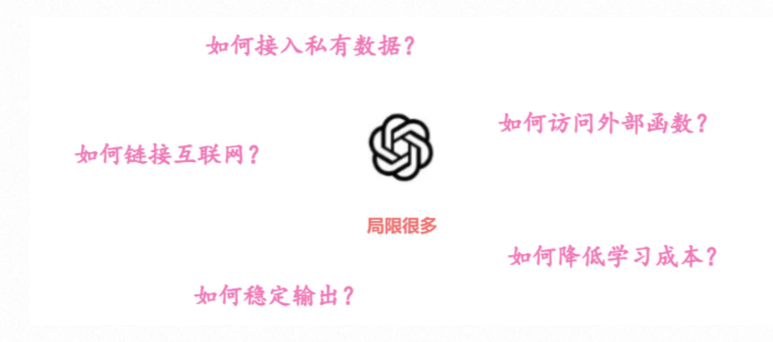 如何接入私有数据？
如何访问外部函数？
如何链接互联网？
局限很多
如何降低学习成本？
如何稳定输出？